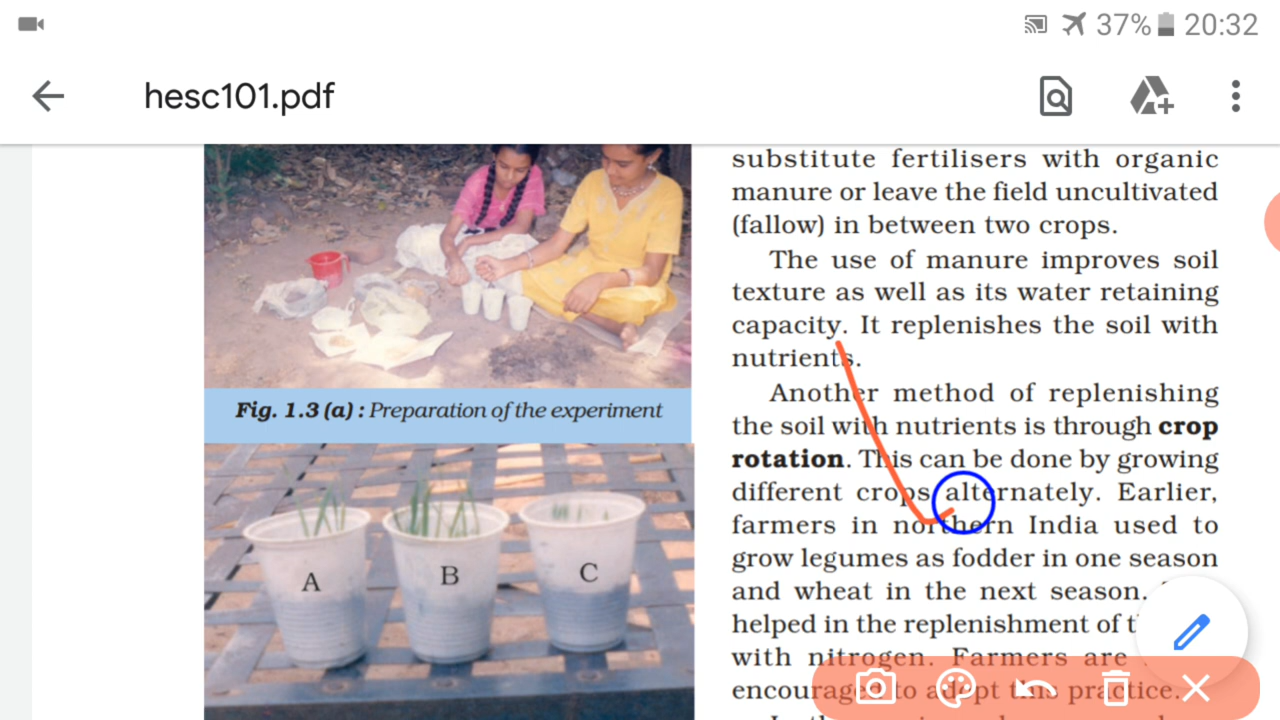 37% 20:32
hesc101.pdf
Fig. 1.3 (a) : Preparation of the experiment
A B C
substitute fertilisers with organic
manure or leave the field uncultivated
(fallow) in between two crops.
The use of manure improves soil
texture as well as its water retaining
capacity. It replenishes the soil with
nutrients.
Another method of replenishing
the soil with nutrients is through crop
rotation. This can be done by growing
different crops alternately. Earlier,
farmers in northern India used to
grow legumes as fodder in one season
and wheat in the next season.
helped in the replenishment of
with nitrogen. Farmers are
encouraged to adopt this practice.